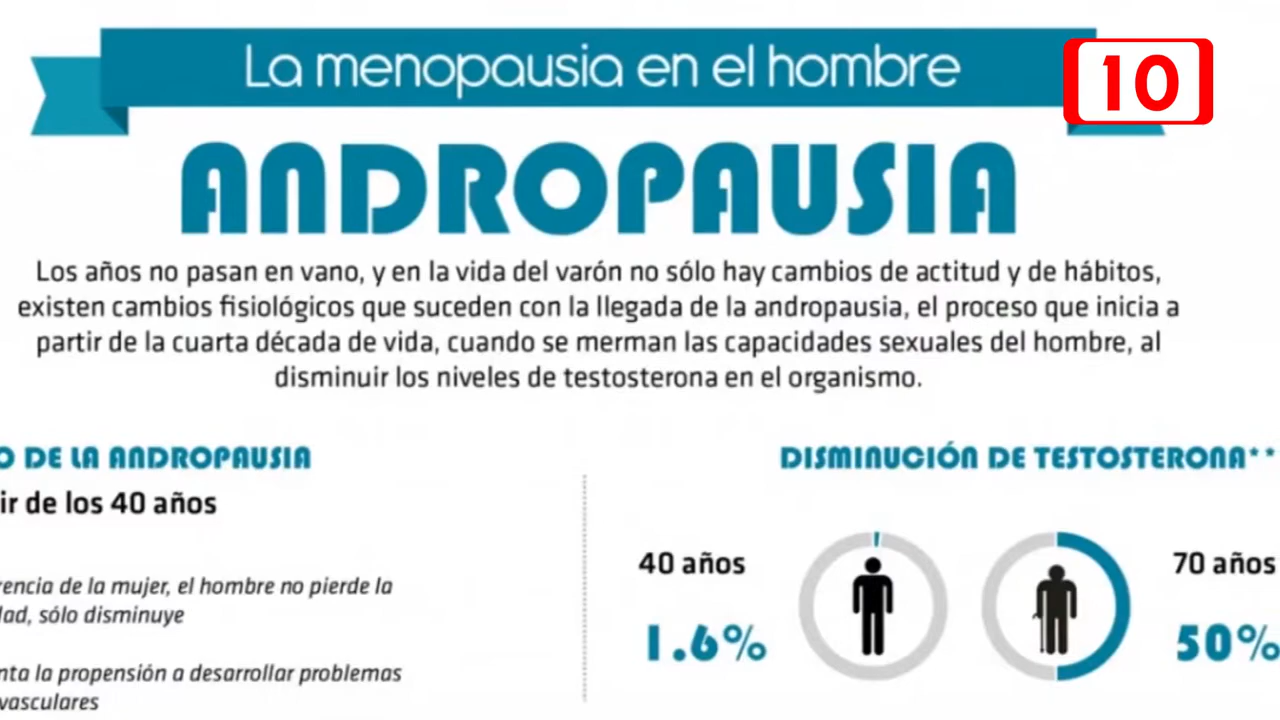 La menopausia en el hombre
10
ANDROPAUSIA
Los años no pasan en vano, y en la vida del varón no sólo hay cambios de actitud y de hábitos,
existen cambios fisiológicos que suceden con la llegada de la andropausia, el proceso que inicia a
partir de la cuarta década de vida, cuando se merman las capacidades sexuales del hombre, al
disminuir los niveles de testosterona en el organismo.
O DE LA ANDROPAUSIA
ir de los 40 años
rencia de la mujer, el hombre no pierde la
dad, sólo disminuye
nta la propensión a desarrollar problemas
vasculares
DISMINUCIÓN DE TESTOSTERONA**
40 años
1.6%
70 años
50%